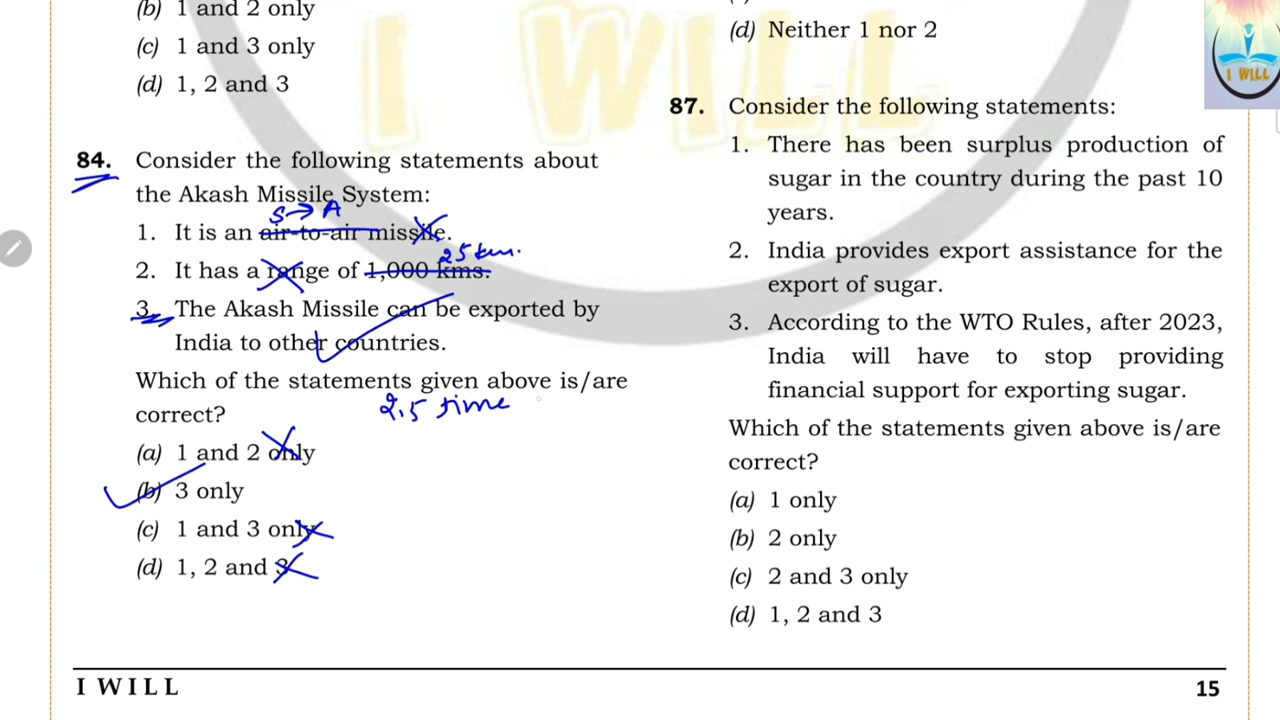 (b) 1 and 2 only
(c) 1 and 3 only
(d) 1, 2 and 3
84. Consider the following statements about
the Akash Missile System:
S → A
1. It is an air-to-air missile.
25 km.
2. It has a range of 1,000 kms.
3. The Akash Missile can be exported by
India to other countries.
Which of the statements given above is/are
correct?
2.5 time
(a) 1 and 2 only
(b) 3 only
(c) 1 and 3 only
(d) 1, 2 and 3
(d) Neither 1 nor 2
87. Consider the following statements:
1. There has been surplus production of
sugar in the country during the past 10
years.
2. India provides export assistance for the
export of sugar.
3. According to the WTO Rules, after 2023,
India will have to stop providing
financial support for exporting sugar.
Which of the statements given above is/are
correct?
(a) 1 only
(b) 2 only
(c) 2 and 3 only
(d) 1, 2 and 3
I WILL
15
I WILL
I WILL